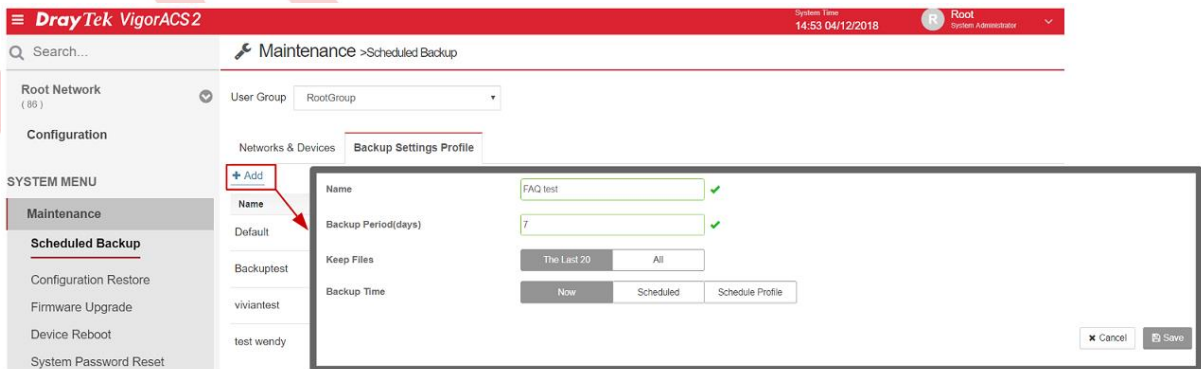 DrayTek VigorACS2
System Time
14:53 04/12/2018
R
Root
System Administrator
Search...
Maintenance >Scheduled Backup
Root Network
( 86 )
User Group
RootGroup
Configuration
Networks & Devices
Backup Settings Profile
+ Add
SYSTEM MENU
Name
Maintenance
Default
Scheduled Backup
Backuptest
Configuration Restore
viviantest
Firmware Upgrade
Device Reboot
test wendy
System Password Reset
Name
FAQ test
Backup Period(days)
7
Keep Files
The Last 20
All
Backup Time
Now
Scheduled
Schedule Profile
Cancel
Save